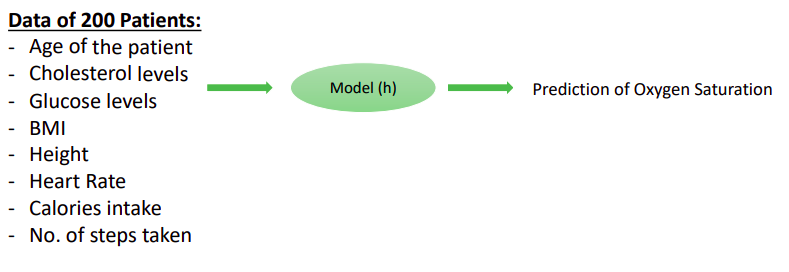 Data of 200 Patients:
- Age of the patient
- Cholesterol levels
- Glucose levels
- BMI
- Height
- Heart Rate
- Calories intake
- No. of steps taken
Model (h)
Prediction of Oxygen Saturation